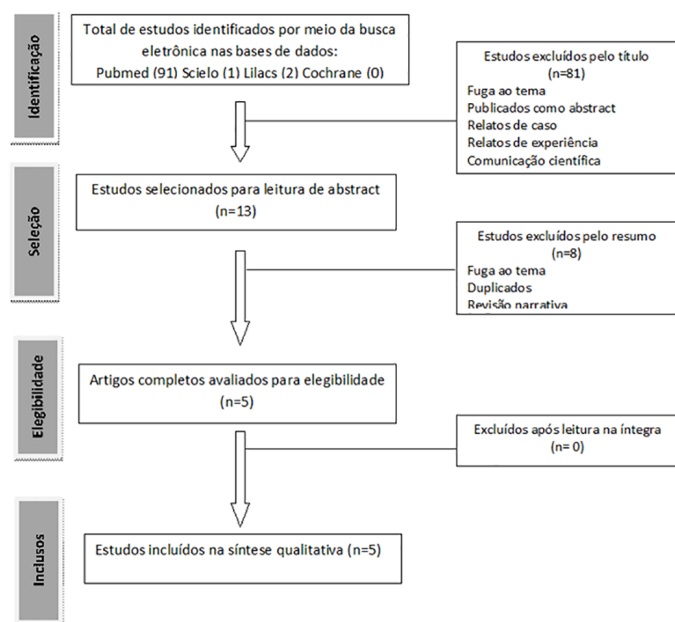 Identificação
Total de estudos identificados por meio da busca
eletrônica nas bases de dados:
Pubmed (91) Scielo (1) Lilacs (2) Cochrane (0)
Estudos excluídos pelo título
(n=81)
Fuga ao tema
Publicados como abstract
Relatos de caso
Relatos de experiência
Comunicação científica
Seleção
Estudos selecionados para leitura de abstract
(n=13)
Estudos excluídos pelo resumo
(n=8)
Fuga ao tema
Duplicados
Revisão narrativa
Elegibilidade
Artigos completos avaliados para elegibilidade
(n=5)
Excluídos após leitura na íntegra
(n= 0)
Inclusos
Estudos incluídos na síntese qualitativa (n=5)